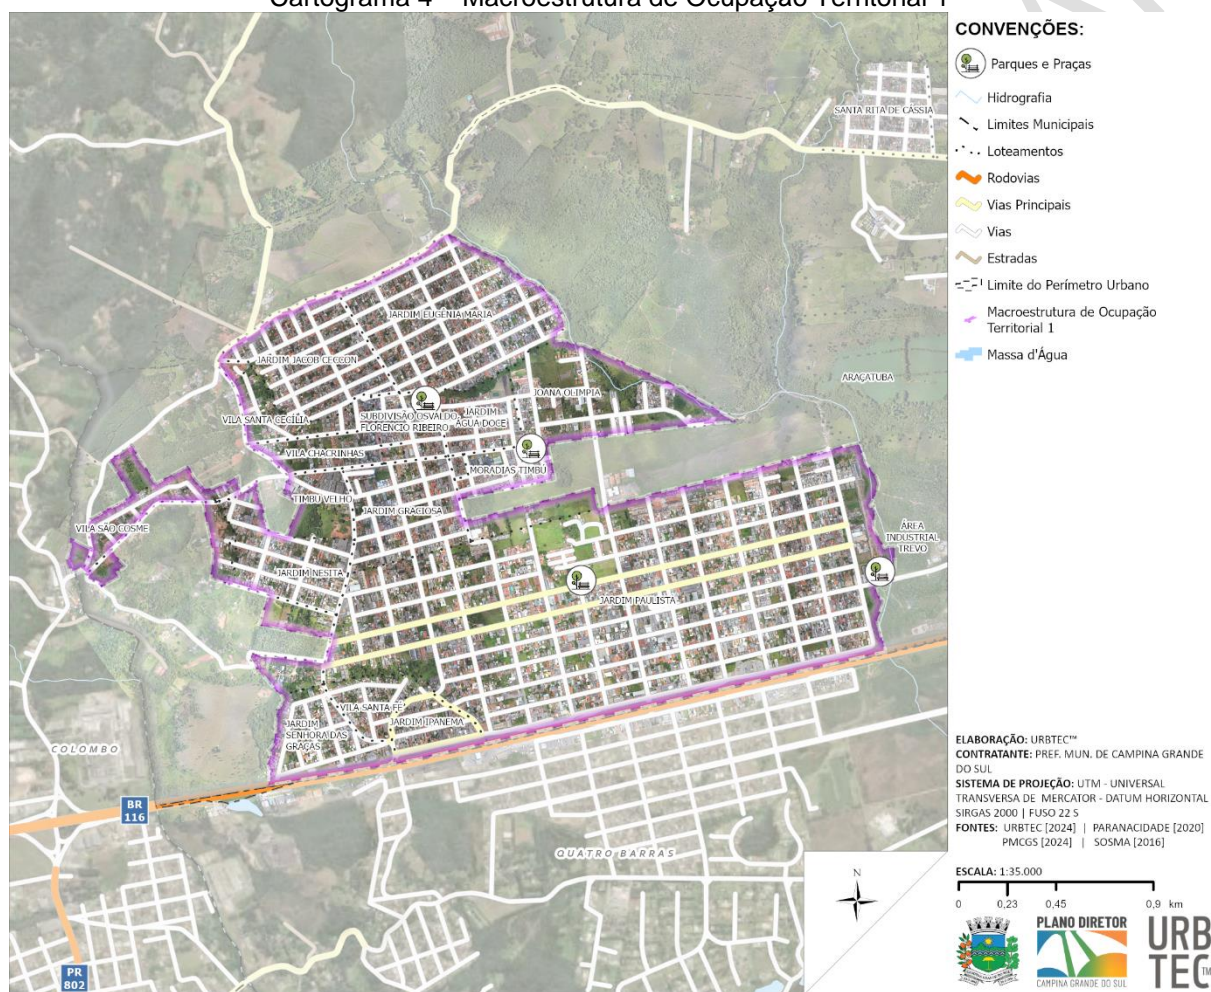 Cartograma 4 – Macroestrutura de Ocupação Territorial 1
CONVENÇÕES:
Parques e Praças
Hidrografia
Limites Municipais
Loteamentos
Rodovias
Vias Principais
Vias
Estradas
Limite do Perímetro Urbano
Macroestrutura de Ocupação
Territorial 1
Massa d'Água
SANTA RITA DE CÁSSIA
JARDIM EUGENIA MARIA
JARDIM JACOB CECCON
ARAÇATUBA
JOANA OLIMPIA
VILA SANTA CECÍLIA
SUBDIVISÃO OSVALDO
FLORENCIO RIBEIRO
JARDIM
ÁGUA DOCE
VILA CHACRINHAS
MORADIAS TIMBU
TIMBU VELHO
JARDIM GRACIOSA
VILA SÃO COSME
ÁREA
INDUSTRIAL
TREVO
JARDIM NESITA
JARDIM PAULISTA
VILA SANTA FÉ
JARDIM IPANEMA
JARDIM
SENHORA DAS
GRAÇAS
COLOMBO
BR
116
QUATRO BARRAS
PR
802
N
ELABORAÇÃO: URBTEC™
CONTRATANTE: PREF. MUN. DE CAMPINA GRANDE
DO SUL
SISTEMA DE PROJEÇÃO: UTM - UNIVERSAL
TRANSVERSA DE MERCATOR - DATUM HORIZONTAL
SIRGAS 2000 | FUSO 22 S
FONTES: URBTEC [2024] | PARANACIDADE [2020]
PMCGS [2024] | SOSMA [2016]
ESCALA: 1:35.000
0 0,23 0,45 0,9 km
PLANO DIRETOR
CAMPINA GRANDE DO SUL
URB
TEC™